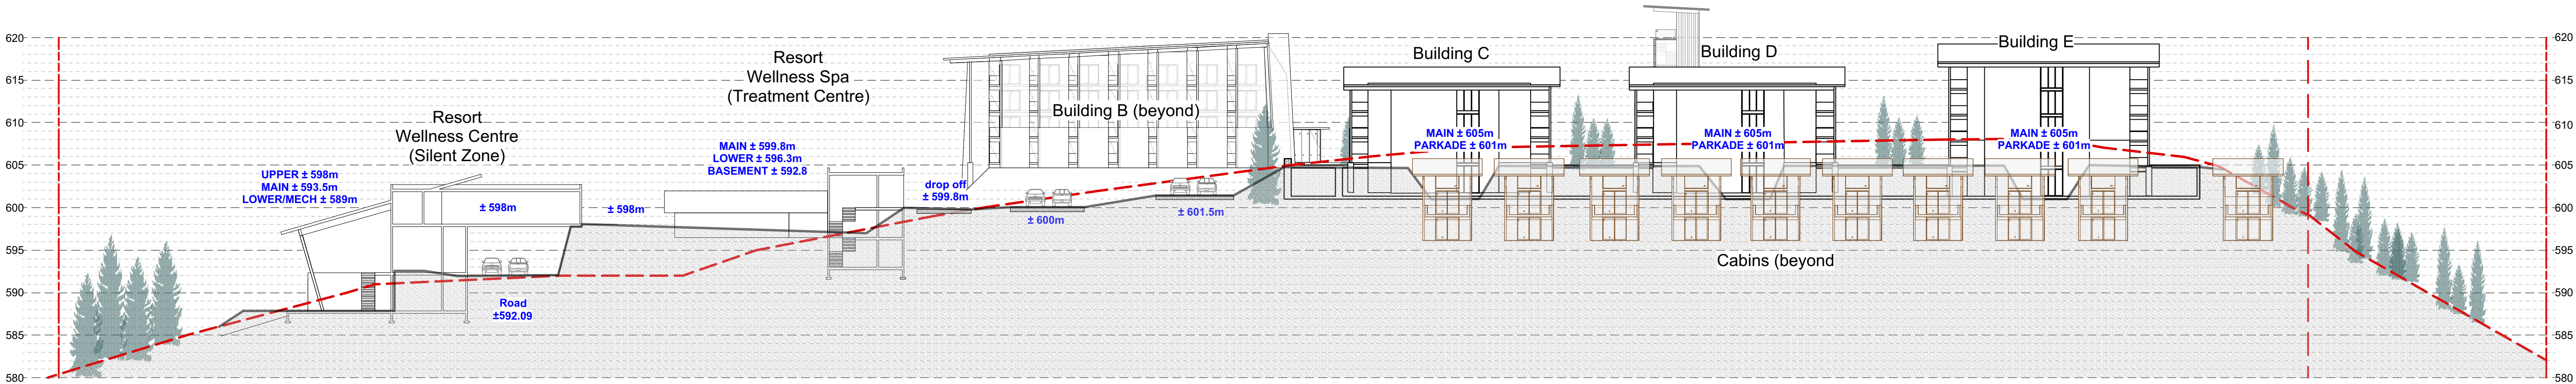 620
615
610
605
600
595
590
585
580
Resort
Wellness Centre
(Silent Zone)
UPPER ± 598m
MAIN ± 593.5m
LOWER/MECH ± 589m
± 598m
Road
±592.09
± 598m
Resort
Wellness Spa
(Treatment Centre)
MAIN ± 599.8m
LOWER ± 596.3m
BASEMENT ± 592.8
drop off
± 599.8m
Building B (beyond)
± 600m
± 601.5m
Building C
MAIN ± 605m
PARKADE ± 601m
Building D
MAIN ± 605m
PARKADE ± 601m
Building E
MAIN ± 605m
PARKADE ± 601m
Cabins (beyond
620
615
610
605
600
595
590
585
580